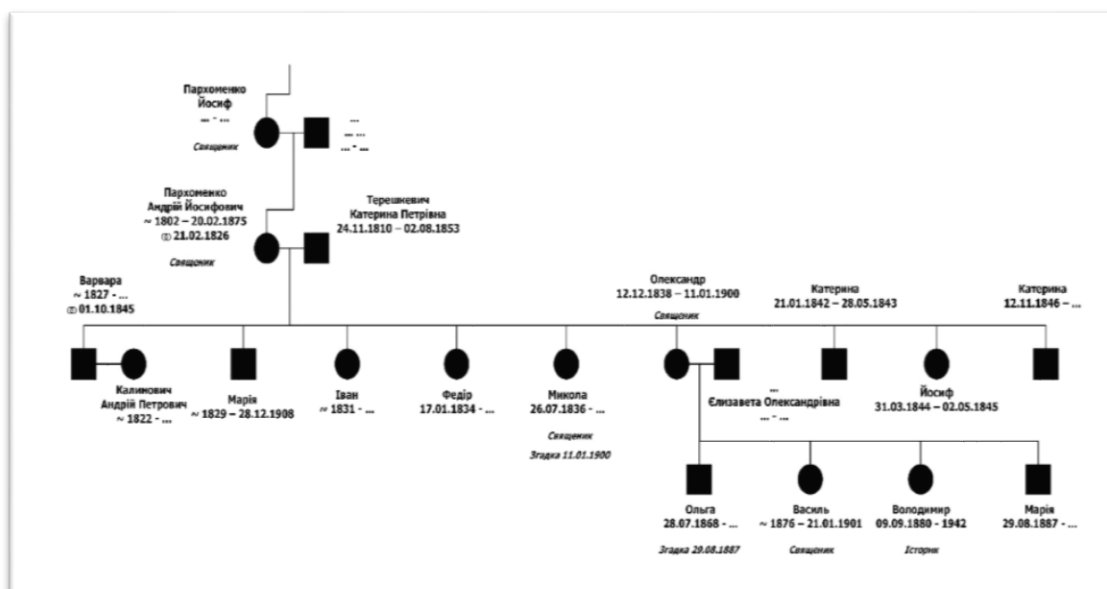 Пархоменко
Йосиф
... - ...
Священик
...
... ...
... - ...
Пархоменко
Андрій Йосифович
~ 1802 – 20.02.1875
⚭ 21.02.1826
Священик
Терешкевич
Катерина Петрівна
24.11.1810 – 02.08.1853
Варвара
~ 1827 - ...
⚭ 01.10.1845
Олександр
12.12.1838 – 11.01.1900
Священик
Катерина
21.01.1842 – 28.05.1843
Катерина
12.11.1846 – ...
Калинович
Андрій Петрович
~ 1822 - ...
Марія
~ 1829 – 28.12.1908
Іван
~ 1831 - ...
Федір
17.01.1834 - ...
Микола
26.07.1836 - ...
Священик
Згадка 11.01.1900
...
Єлизавета Олександрівна
... - ...
Йосиф
31.03.1844 – 02.05.1845
Ольга
28.07.1868 - ...
Згадка 29.08.1887
Василь
~ 1876 – 21.01.1901
Священик
Володимир
09.09.1880 - 1942
Історик
Марія
29.08.1887 - ...